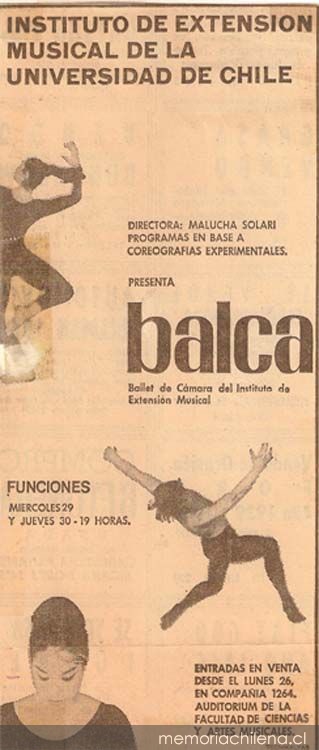 INSTITUTO DE EXTENSION
MUSICAL DE LA
UNIVERSIDAD DE CHILE
DIRECTORA: MALUCHA SOLARI
PROGRAMAS EN BASE A
COREOGRAFIAS EXPERIMENTALES.
PRESENTA
balca
Ballet de Cámara del Instituto de
Extensión Musical
FUNCIONES
MIERCOLES 29
Y JUEVES 30 - 19 HORAS.
ENTRADAS EN VENTA
DESDE EL LUNES 26,
EN COMPAÑIA 1264,
AUDITORIUM DE LA
FACULTAD DE CIENCIAS
Y ARTES MUSICALES.
memoriachilena.cl